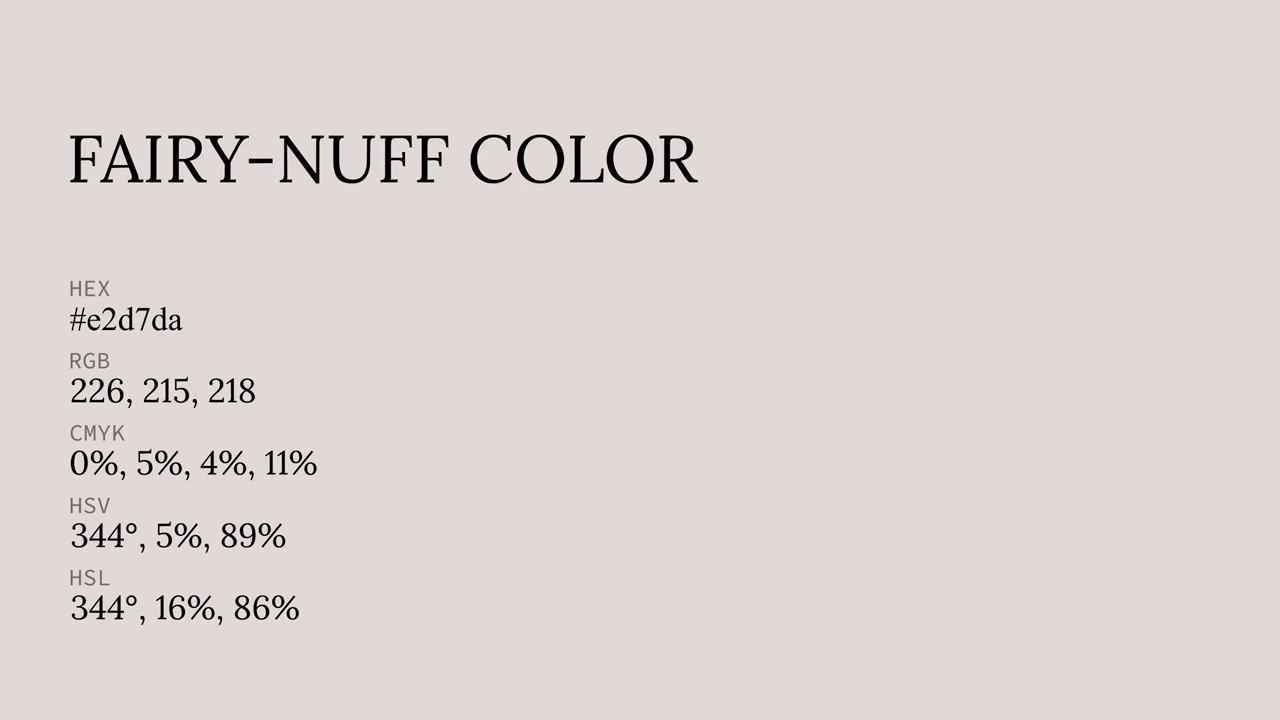 FAIRY-NUFF COLOR
HEX
#e2d7da
RGB
226, 215, 218
CMYK
0%, 5%, 4%, 11%
HSV
344°, 5%, 89%
HSL
344°, 16%, 86%